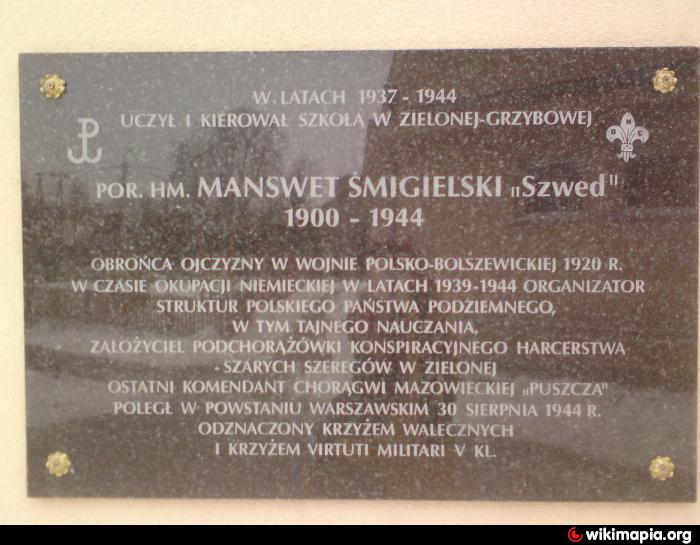 W LATACH 1937 - 1944
UCZYŁ I KIEROWAŁ SZKOŁĄ W ZIELONEJ-GRZYBOWEJ
POR. HM. MANSWET ŚMIGIELSKI „Szwed"
1900 - 1944
OBROŃCA OJCZYZNY W WOJNIE POLSKO-BOLSZEWICKIEJ 1920 R.
W CZASIE OKUPACJI NIEMIECKIEJ W LATACH 1939-1944 ORGANIZATOR
STRUKTUR POLSKIEGO PAŃSTWA PODZIEMNEGO,
W TYM TAJNEGO NAUCZANIA,
ZAŁOŻYCIEL PODCHORĄŻÓWKI KONSPIRACYJNEGO HARCERSTWA
- SZARYCH SZEREGÓW W ZIELONEJ
OSTATNI KOMENDANT CHORĄGWI MAZOWIECKIEJ „PUSZCZA"
POLEGŁ W POWSTANIU WARSZAWSKIM 30 SIERPNIA 1944 R.
ODZNACZONY KRZYŻEM WALECZNYCH
I KRZYŻEM VIRTUTI MILITARI V KL.
wikimapia.org